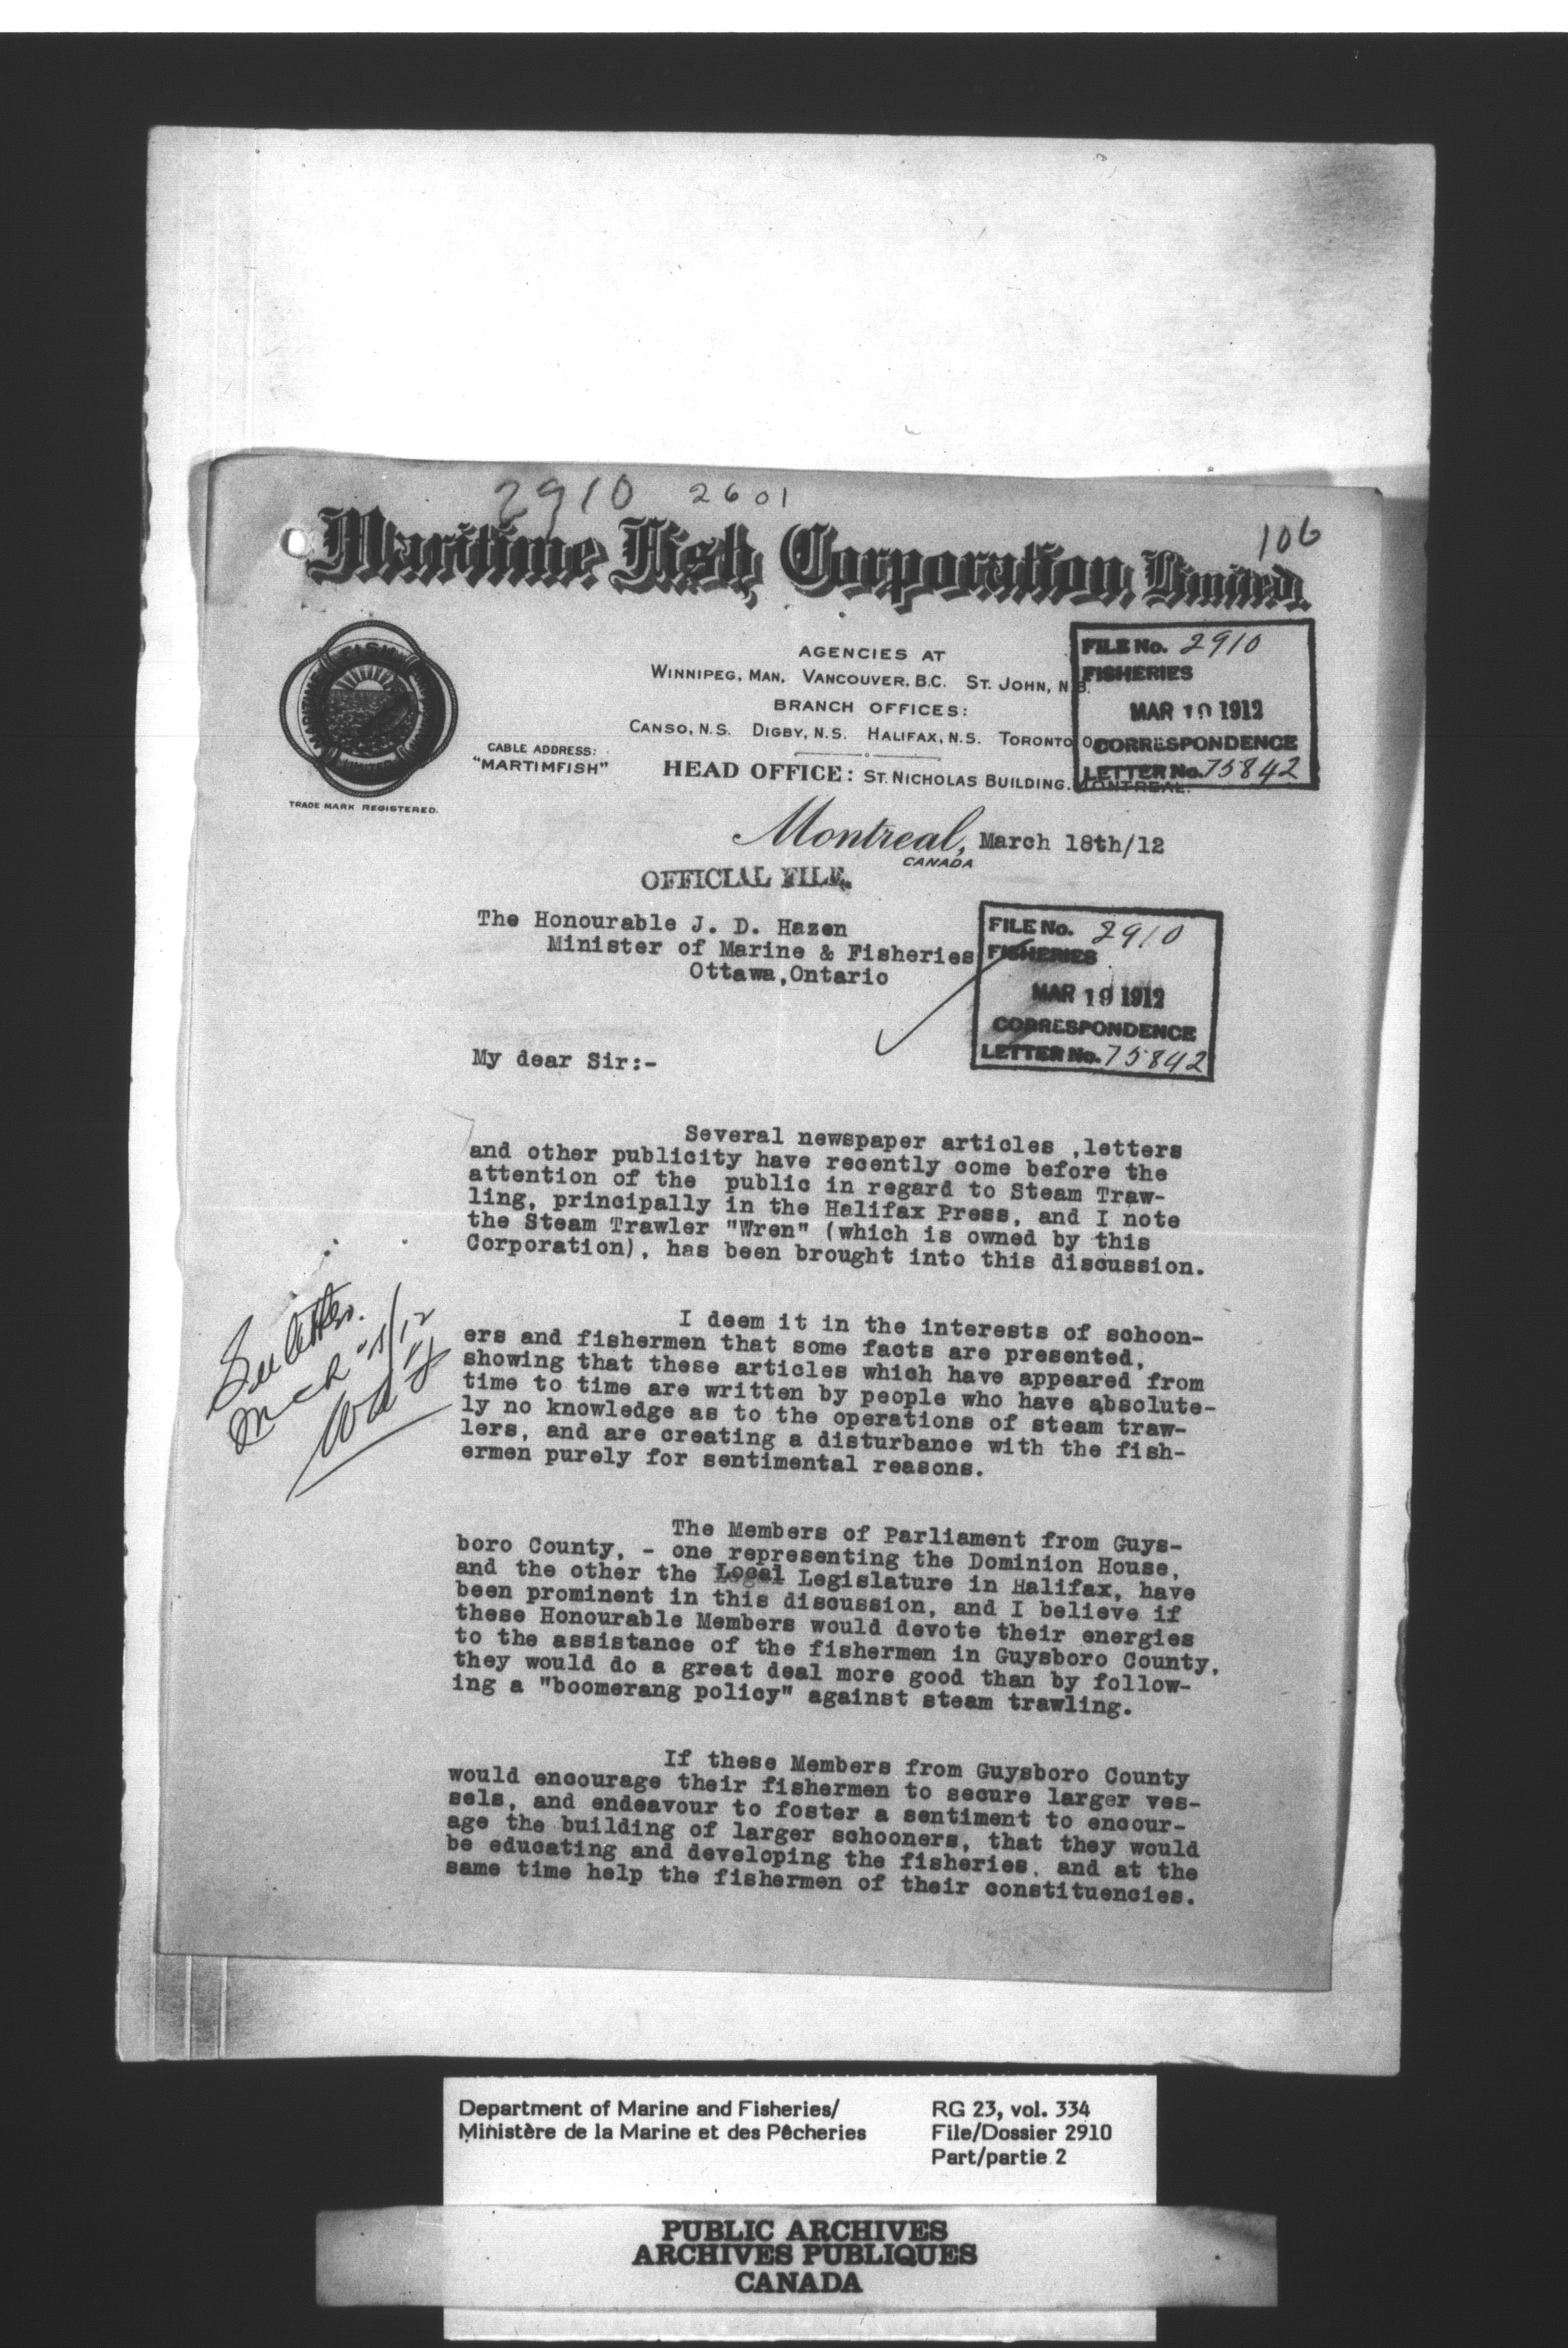 2910 2601
106
Maritime Fish Corporation, Limited.
AGENCIES AT
WINNIPEG, MAN, VANCOUVER, B.C. ST. JOHN, N.B.
BRANCH OFFICES:
CANSO, N.S. DIGBY, N.S. HALIFAX, N.S. TORONTO, O
HEAD OFFICE: ST. NICHOLAS BUILDING. MONTREAL.
CABLE ADDRESS:
"MARTIMFISH"
MARITIME FISH
LIMITED
TRADE MARK REGISTERED.
FILE No. 2910
FISHERIES
MAR 19 1912
CORRESPONDENCE
LETTER No. 75842
Montreal, March 18th/12
CANADA
OFFICIAL FILE.
The Honourable J. D. Hazen
Minister of Marine & Fisheries
Ottawa,Ontario
FILE No. 2910
FISHERIES
MAR 19 1912
CORRESPONDENCE
LETTER No. 75842
My dear Sir:-
Several newspaper articles ,letters
and other publicity have recently come before the
attention of the public in regard to Steam Traw-
ling, principally in the Halifax Press, and I note
the Steam Trawler "Wren" (which is owned by this
Corporation), has been brought into this discussion.
See letter.
Mch /12
I deem it in the interests of schoon-
ers and fishermen that some facts are presented,
showing that these articles which have appeared from
time to time are written by people who have absolute-
ly no knowledge as to the operations of steam traw-
lers, and are creating a disturbance with the fish-
ermen purely for sentimental reasons.
The Members of Parliament from Guys-
boro County, - one representing the Dominion House,
and the other the Local Legislature in Halifax, have
been prominent in this discussion, and I believe if
these Honourable Members would devote their energies
to the assistance of the fishermen in Guysboro County,
they would do a great deal more good than by follow-
ing a "boomerang policy" against steam trawling.
If these Members from Guysboro County
would encourage their fishermen to secure larger ves-
sels, and endeavour to foster a sentiment to encour-
age the building of larger schooners, that they would
be educating and developing the fisheries, and at the
same time help the fishermen of their constituencies.
Department of Marine and Fisheries/
Ministère de la Marine et des Pêcheries
RG 23, vol. 334
File/Dossier 2910
Part/partie 2
PUBLIC ARCHIVES
ARCHIVES PUBLIQUES
CANADA